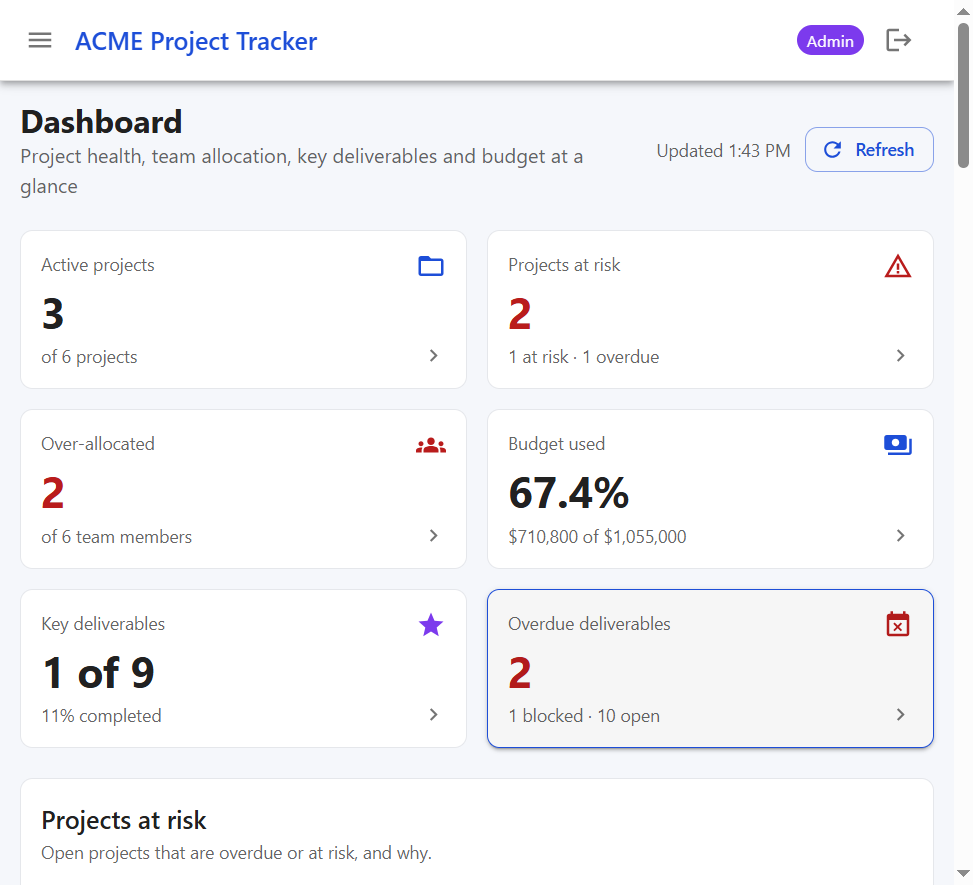 ACME Project Tracker
Admin
Dashboard
Project health, team allocation, key deliverables and budget at a
glance
Updated 1:43 PM
Refresh
Active projects
3
of 6 projects
Projects at risk
2
1 at risk · 1 overdue
Over-allocated
2
of 6 team members
Budget used
67.4%
$710,800 of $1,055,000
Key deliverables
1 of 9
11% completed
Overdue deliverables
2
1 blocked · 10 open
Projects at risk
Open projects that are overdue or at risk, and why.